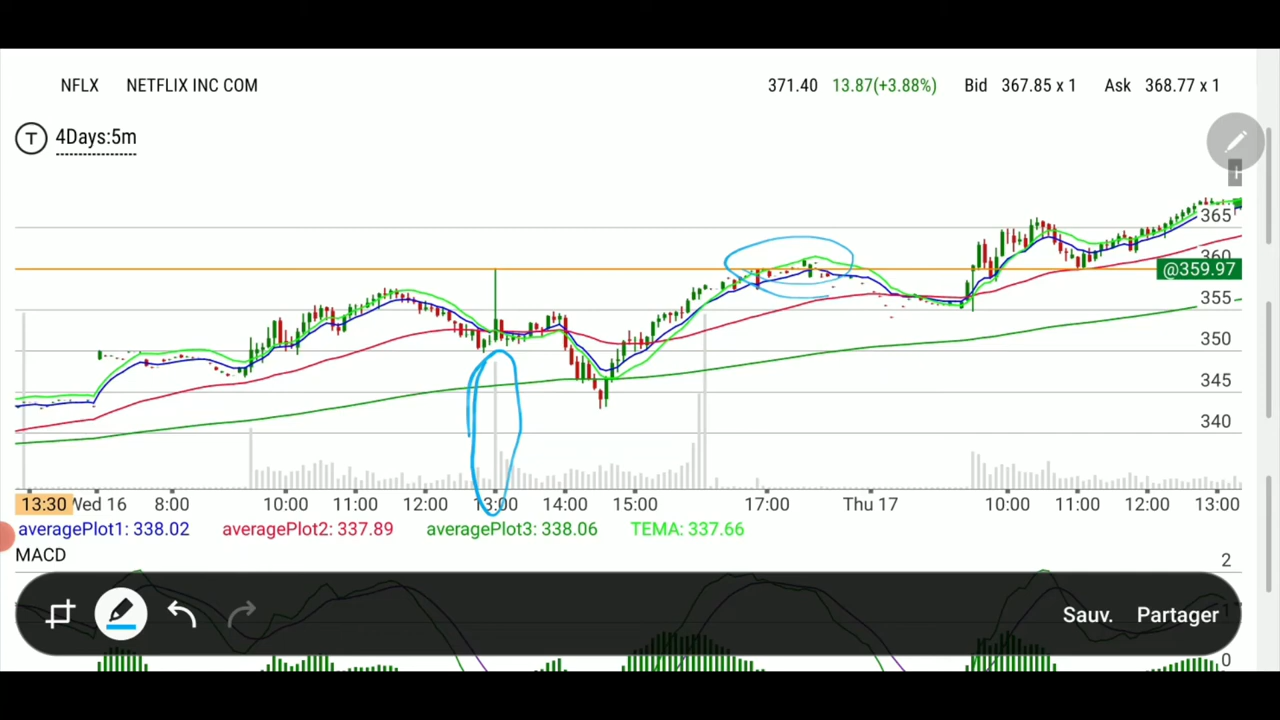 NFLX NETFLIX INC COM 371.40 13.87(+3.88%) Bid 367.85 x 1 Ask 368.77 x 1
T 4Days:5m
365
360
@359.97
355
350
345
340
13:30 Wed 16 8:00 10:00 11:00 12:00 13:00 14:00 15:00 17:00 Thu 17 10:00 11:00 12:00 13:00
averagePlot1: 338.02 averagePlot2: 337.89 averagePlot3: 338.06 TEMA: 337.66
MACD
2
Sauv. Partager
1
0